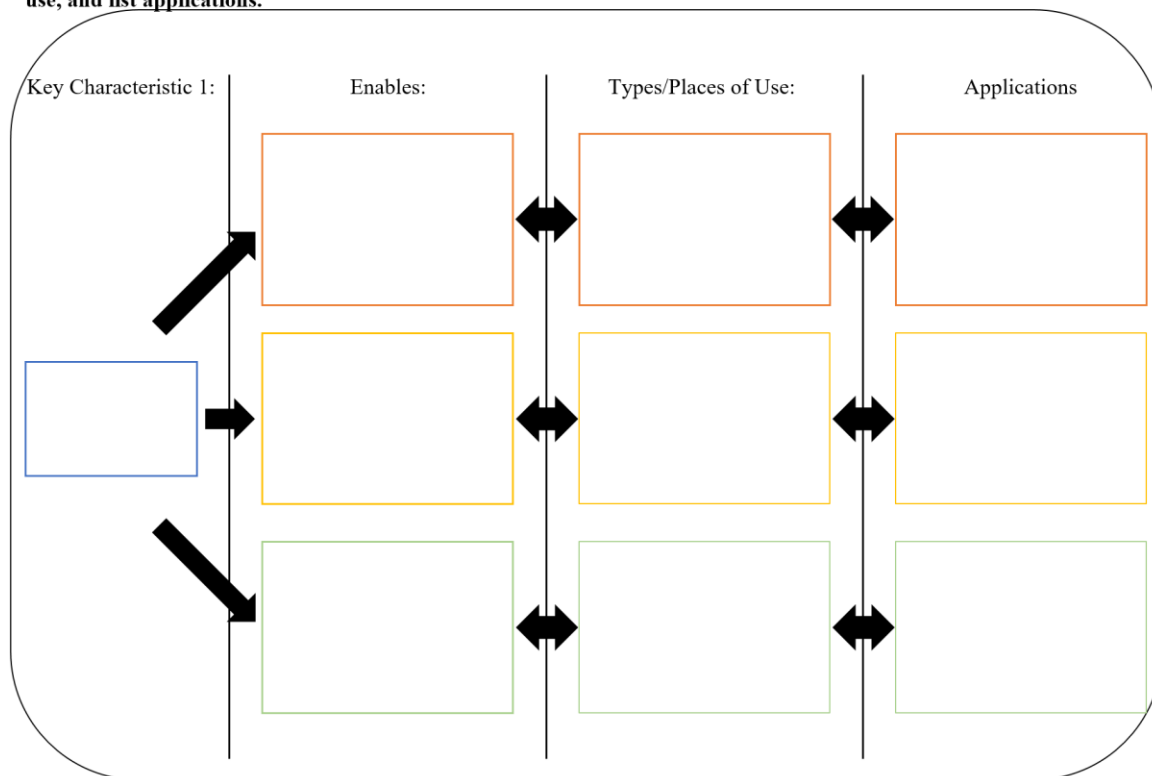 use, and list applications.
Key Characteristic 1:
Enables:
Types/Places of Use:
Applications